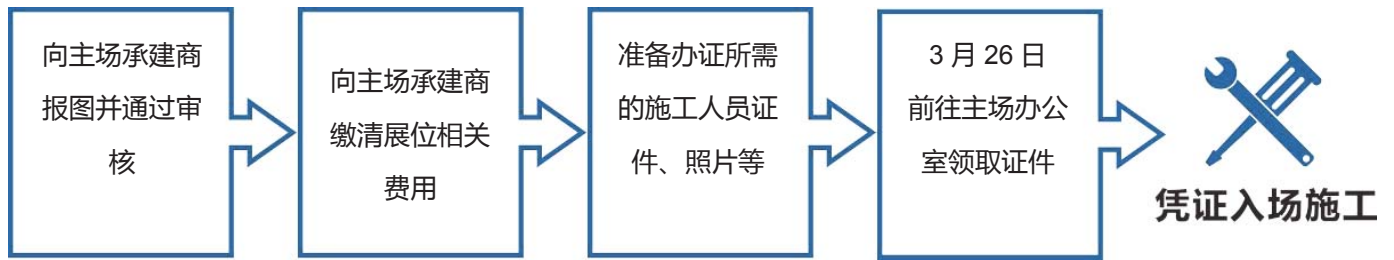 向主场承建商
报图并通过审
核
向主场承建商
缴清展位相关
费用
准备办证所需
的施工人员证
件、照片等
3 月 26 日
前往主场办公
室领取证件
凭证入场施工